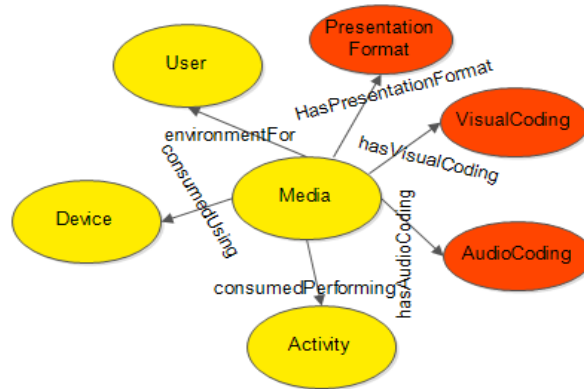 Presentation
Format
User
HasPresentationFormat
VisualCoding
environmentFor
hasVisualCoding
consumedUsing
Media
Device
hasAudioCoding
AudioCoding
consumedPerforming
Activity